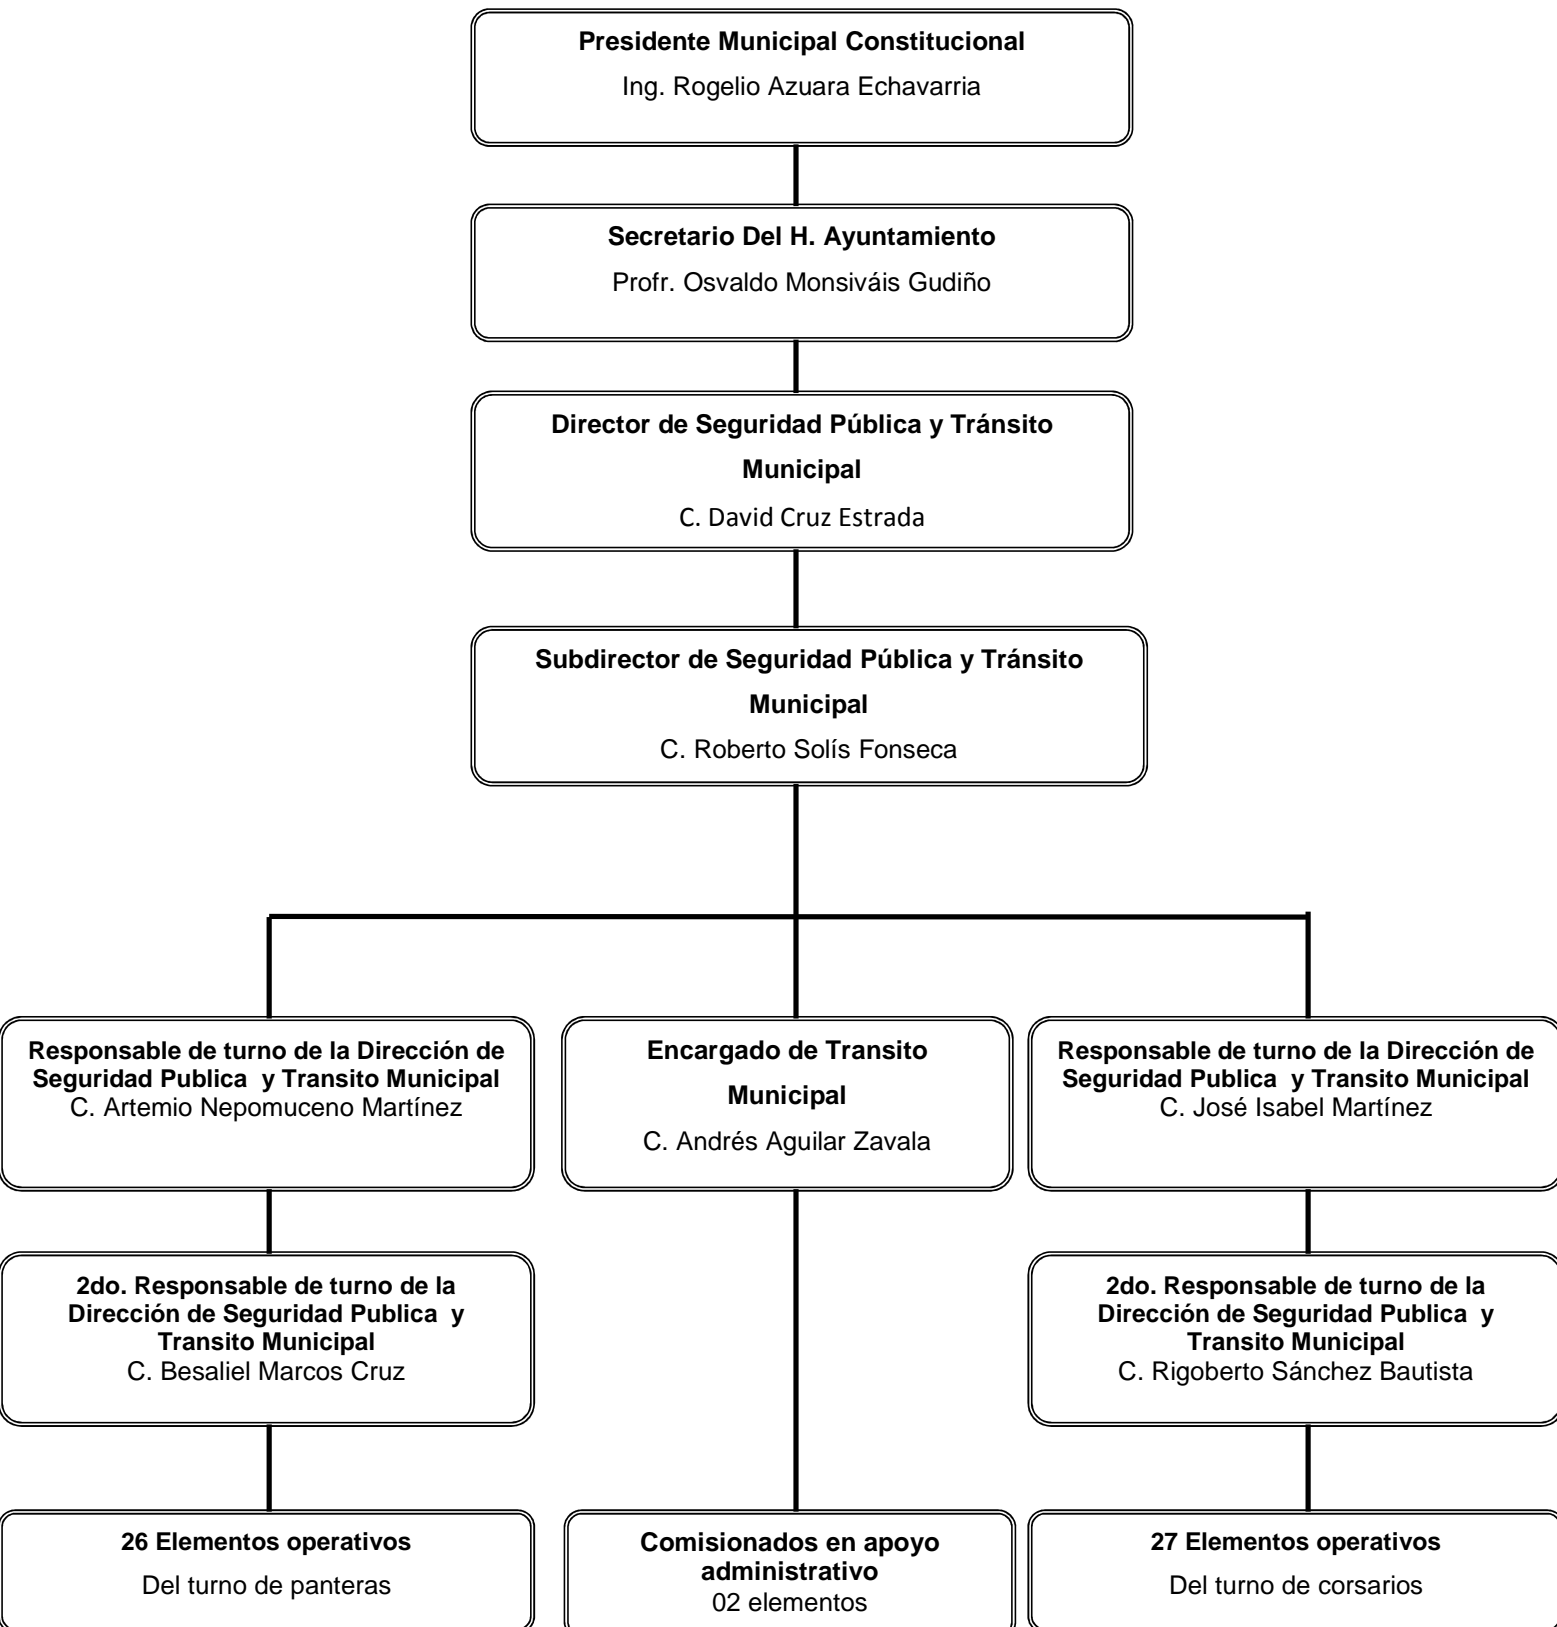 Presidente Municipal Constitucional
Ing. Rogelio Azuara Echavarria
Secretario Del H. Ayuntamiento
Profr. Osvaldo Monsiváis Gudiño
Director de Seguridad Pública y Tránsito
Municipal
C. David Cruz Estrada
Subdirector de Seguridad Pública y Tránsito
Municipal
C. Roberto Solís Fonseca
Responsable de turno de la Dirección de
Seguridad Publica  y Transito Municipal
C. Artemio Nepomuceno Martínez
Encargado de Transito
Municipal
C. Andrés Aguilar Zavala
Responsable de turno de la Dirección de
Seguridad Publica  y Transito Municipal
C. José Isabel Martínez
2do. Responsable de turno de la
Dirección de Seguridad Publica  y
Transito Municipal
C. Besaliel Marcos Cruz
2do. Responsable de turno de la
Dirección de Seguridad Publica  y
Transito Municipal
C. Rigoberto Sánchez Bautista
26 Elementos operativos
Del turno de panteras
Comisionados en apoyo
administrativo
02 elementos
27 Elementos operativos
Del turno de corsarios